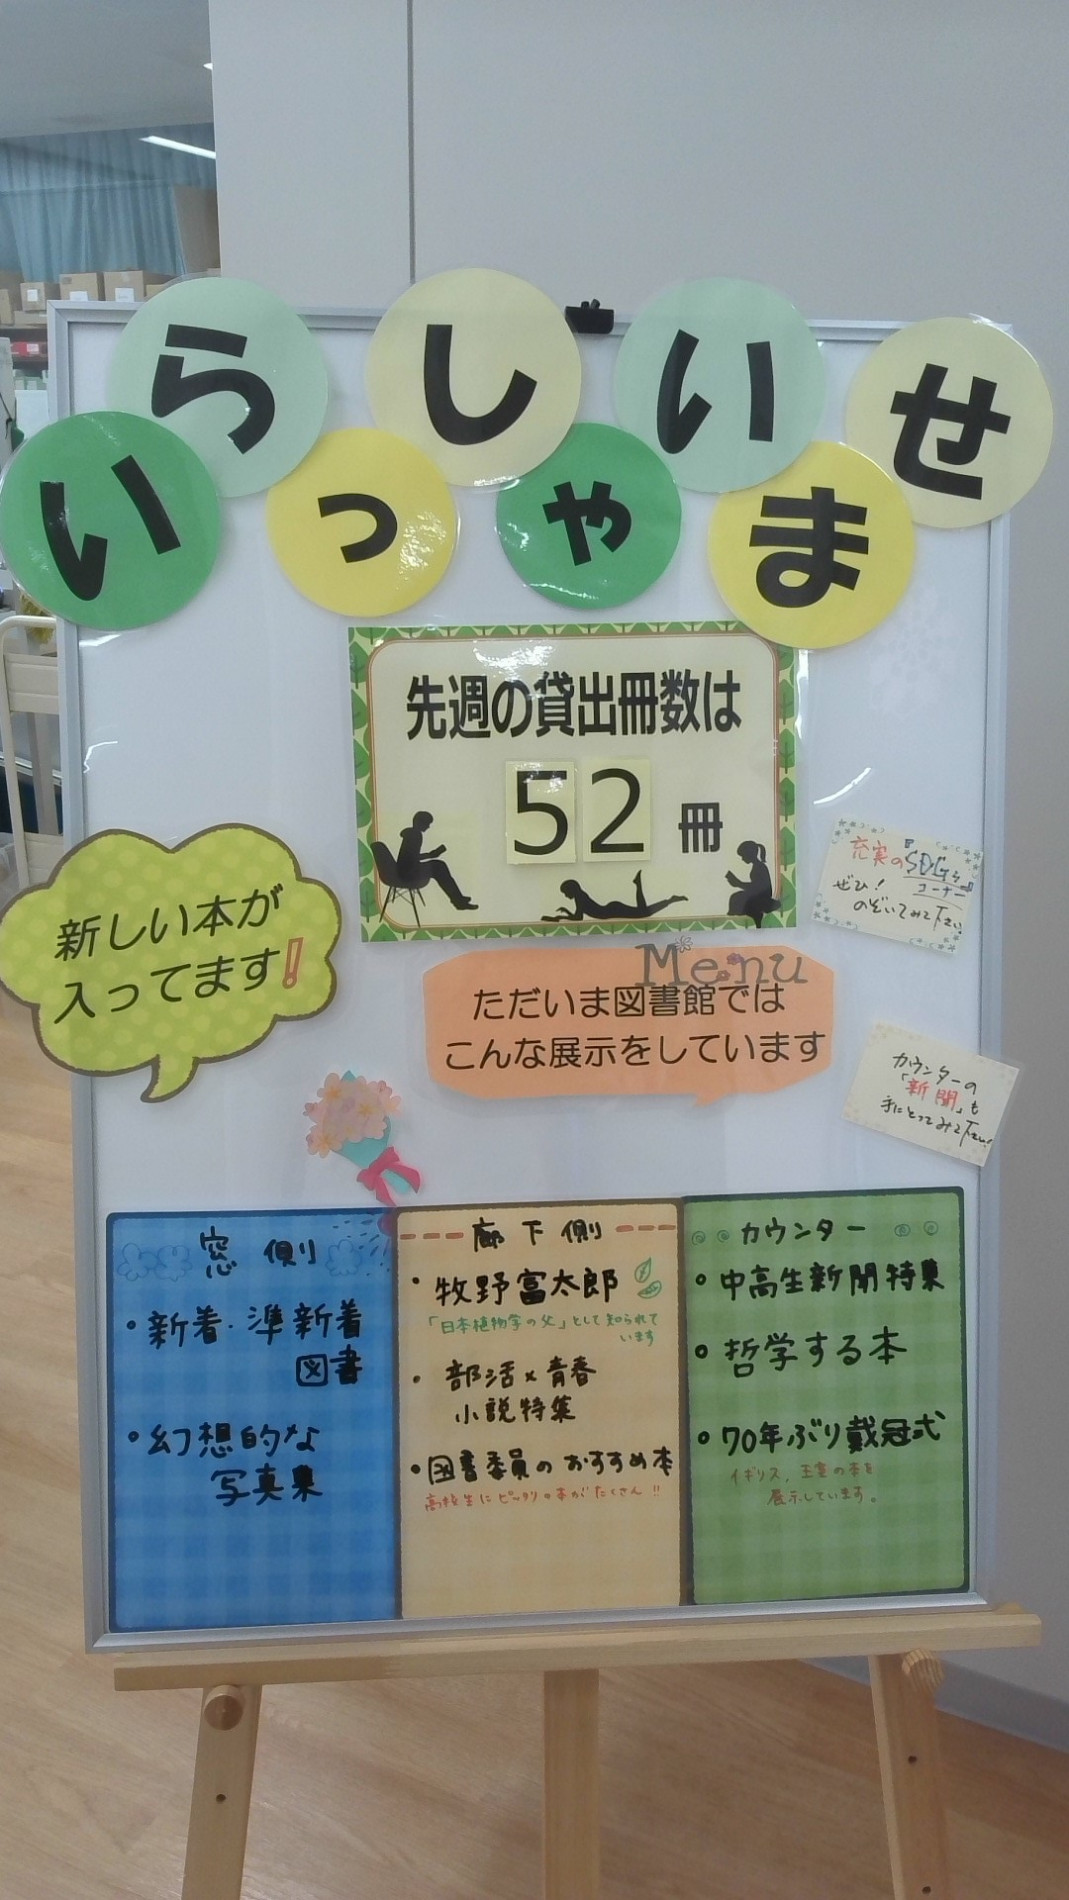 いらっしゃいませ
先週の貸出冊数は
52 冊
新しい本が
入ってます!
Menu
ただいま図書館では
こんな展示をしています
充実の『SDGs
コーナー』
ぜひ!
のぞいてみて下さい
カウンターの
「新聞」も
手にとってみて下さい!
窓側
・新着・準新着
図書
・幻想的な
写真集
廊下側
・牧野富太郎
「日本植物学の父」として知られて
います
・部活×青春
小説特集
・図書委員のおすすめ本
高校生にピッタリの本がたくさん!!
カウンター
・中高生新聞特集
・哲学する本
・70年ぶり戴冠式
イギリス、王室の本を
展示しています。